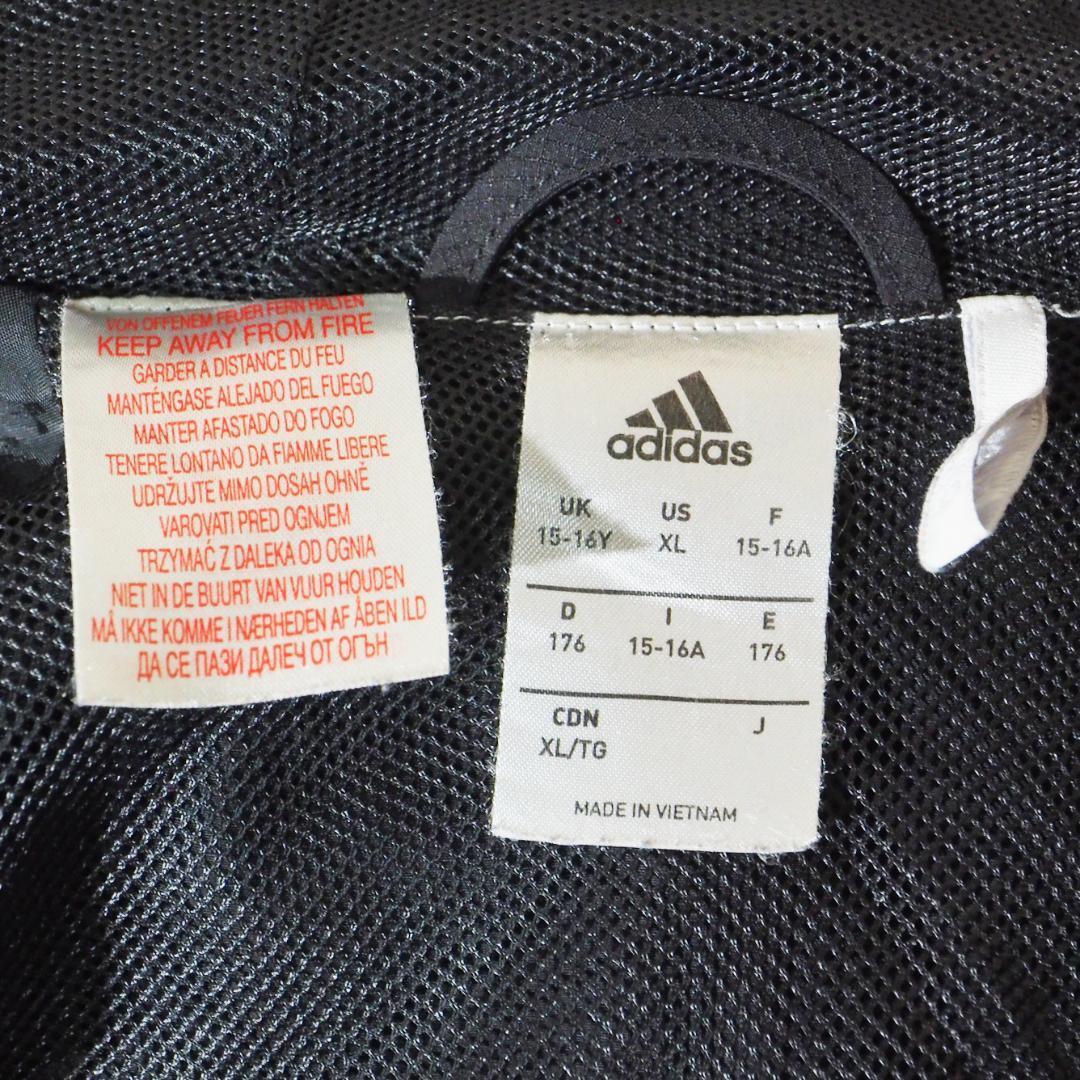 VON OFFENEM FEUER FERN HALTEN
KEEP AWAY FROM FIRE
GARDER A DISTANCE DU FEU
MANTÉNGASE ALEJADO DEL FUEGO
MANTER AFASTADO DO FOGO
TENERE LONTANO DA FIAMME LIBERE
UDRŽUJTE MIMO DOSAH OHNĚ
VAROVATI PRED OGNJEM
TRZYMAĆ Z DALEKA OD OGNIA
NIET IN DE BUURT VAN VUUR HOUDEN
MÅ IKKE KOMME I NÆRHEDEN AF ÅBEN ILD
ДА СЕ ПАЗИ ДАЛЕЧ ОТ ОГЪН
adidas
UK US F
15-16Y XL 15-16A
D I E
176 15-16A 176
CDN J
XL/TG
MADE IN VIETNAM